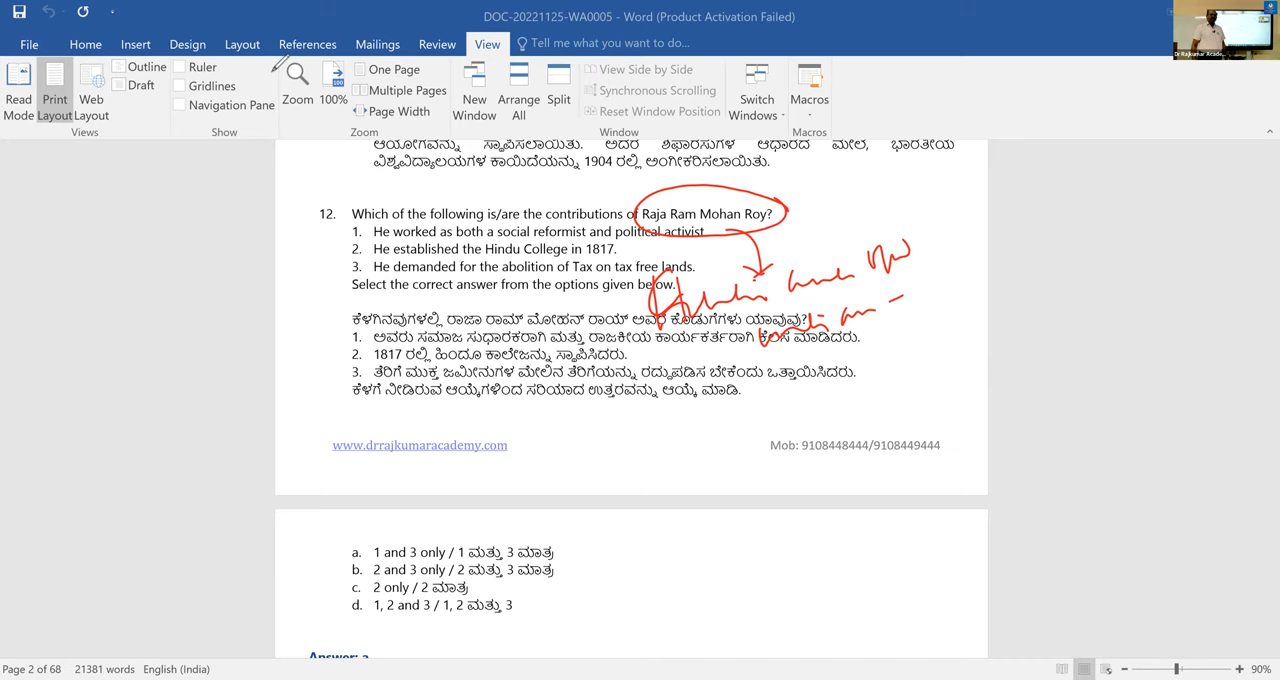 DOC-20221125-WA0005 - Word (Product Activation Failed)
File Home Insert Design Layout References Mailings Review View Tell me what you want to do...
Read Mode
Print Layout
Web Layout
Outline
Draft
Views
Ruler
Gridlines
Navigation Pane
Show
Zoom
100%
One Page
Multiple Pages
Page Width
Zoom
New Window
Arrange All
Split
View Side by Side
Synchronous Scrolling
Reset Window Position
Window
Switch Windows
Macros
Macros
Dr Rajkumar Acade...
ಆಯೋಗವನ್ನು ಸ್ಥಾಪಿಸಲಾಯಿತು. ಅದರ ಶಿಫಾರಸುಗಳ ಆಧಾರದ ಮೇಲೆ, ಭಾರತೀಯ
ವಿಶ್ವವಿದ್ಯಾಲಯಗಳ ಕಾಯಿದೆಯನ್ನು 1904 ರಲ್ಲಿ ಅಂಗೀಕರಿಸಲಾಯಿತು.
12. Which of the following is/are the contributions of Raja Ram Mohan Roy?
1. He worked as both a social reformist and political activist.
2. He established the Hindu College in 1817.
3. He demanded for the abolition of Tax on tax free lands.
Select the correct answer from the options given below.
ಕೆಳಗಿನವುಗಳಲ್ಲಿ ರಾಜಾ ರಾಮ್ ಮೋಹನ್ ರಾಯ್ ಅವರ ಕೊಡುಗೆಗಳು ಯಾವುವು?
1. ಅವರು ಸಮಾಜ ಸುಧಾರಕರಾಗಿ ಮತ್ತು ರಾಜಕೀಯ ಕಾರ್ಯಕರ್ತರಾಗಿ ಕೆಲಸ ಮಾಡಿದರು.
2. 1817 ರಲ್ಲಿ ಹಿಂದೂ ಕಾಲೇಜನ್ನು ಸ್ಥಾಪಿಸಿದರು.
3. ತೆರಿಗೆ ಮುಕ್ತ ಜಮೀನುಗಳ ಮೇಲಿನ ತೆರಿಗೆಯನ್ನು ರದ್ದುಪಡಿಸ ಬೇಕೆಂದು ಒತ್ತಾಯಿಸಿದರು.
ಕೆಳಗೆ ನೀಡಿರುವ ಆಯ್ಕೆಗಳಿಂದ ಸರಿಯಾದ ಉತ್ತರವನ್ನು ಆಯ್ಕೆ ಮಾಡಿ.
www.drrajkumaracademy.com Mob: 9108448444/9108449444
a. 1 and 3 only / 1 ಮತ್ತು 3 ಮಾತ್ರ
b. 2 and 3 only / 2 ಮತ್ತು 3 ಮಾತ್ರ
c. 2 only / 2 ಮಾತ್ರ
d. 1, 2 and 3 / 1, 2 ಮತ್ತು 3
Answer: a
Page 2 of 68 21381 words English (India) 90%